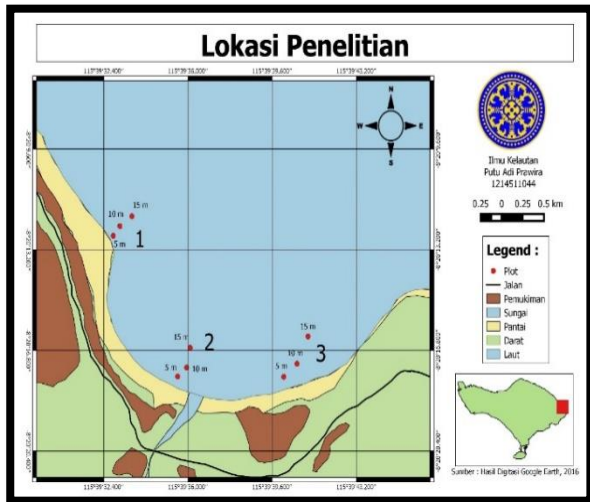 Lokasi Penelitian
115°39'32.400" 115°39'36.000" 115°39'39.600" 115°39'43.200"
N
W E
S
15 m
10 m
5 m
1
2
15 m
5 m
10 m
3
15 m
10 m
5 m
115°39'32.400" 115°39'36.000" 115°39'39.600" 115°39'43.200"
Ilmu Kelautan
Putu Adi Prawira
1214511044
0.25 0 0.25 0.5 km
Legend :
Plot
Jalan
Pemukiman
Sungai
Pantai
Darat
Laut
Sumber : Hasil Digitasi Google Earth, 2016